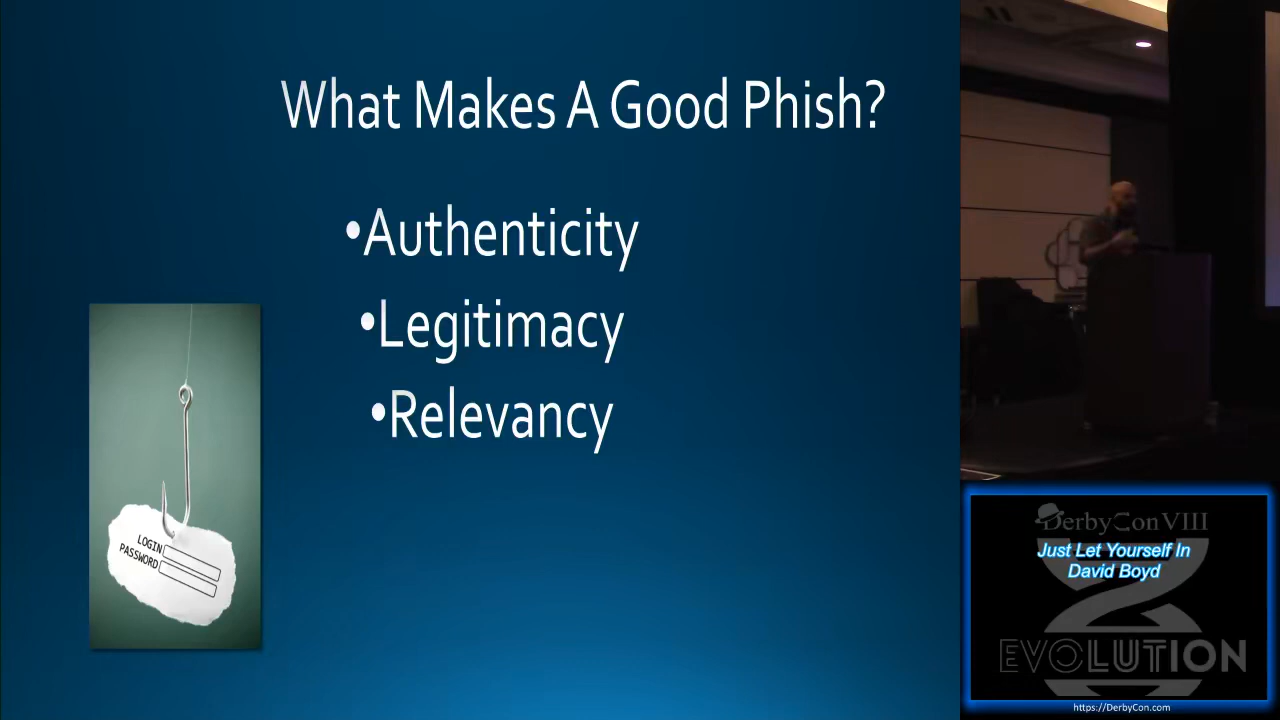 What Makes A Good Phish?
•Authenticity
•Legitimacy
•Relevancy
LOGIN
PASSWORD
DerbyCon VIII
Just Let Yourself In
David Boyd
EVOLUTION
https://DerbyCon.com